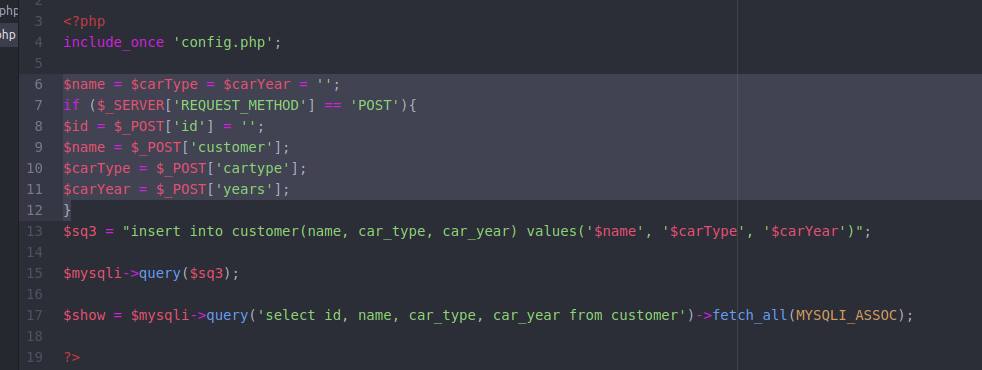 php
2
3 <?php
php
4 include_once 'config.php';
5
6 $name = $carType = $carYear = '';
7 if ($_SERVER['REQUEST_METHOD'] == 'POST'){
8 $id = $_POST['id'] = '';
9 $name = $_POST['customer'];
10 $carType = $_POST['cartype'];
11 $carYear = $_POST['years'];
12 }
13 $sq3 = "insert into customer(name, car_type, car_year) values('$name', '$carType', '$carYear')";
14
15 $mysqli->query($sq3);
16
17 $show = $mysqli->query('select id, name, car_type, car_year from customer')->fetch_all(MYSQLI_ASSOC);
18
19 ?>